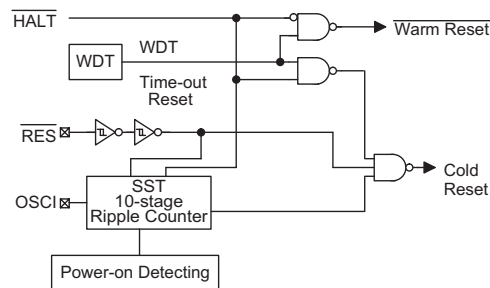 HALT
WDT
WDT
Time-out
Reset
Warm Reset
RES
Cold
Reset
OSCI
SST
10-stage
Ripple Counter
Power-on Detecting